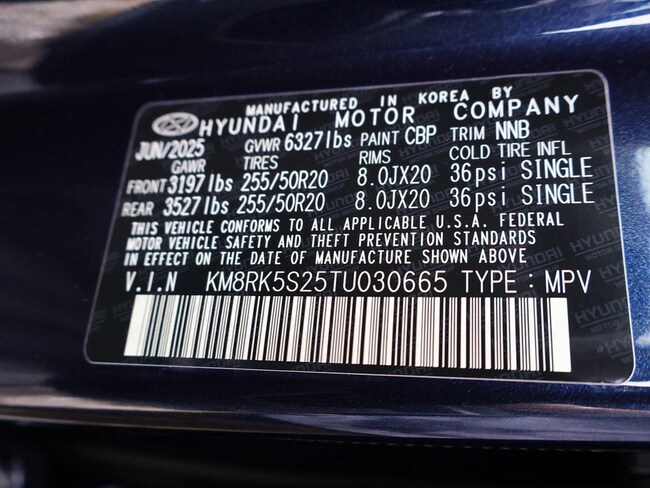 MANUFACTURED IN KOREA BY
HYUNDAI MOTOR COMPANY
JUN/2025 GVWR 6327lbs PAINT CBP TRIM NNB
GAWR TIRES RIMS COLD TIRE INFL
FRONT 3197lbs 255/50R20 8.0JX20 36psi SINGLE
REAR 3527lbs 255/50R20 8.0JX20 36psi SINGLE
THIS VEHICLE CONFORMS TO ALL APPLICABLE U.S.A. FEDERAL
MOTOR VEHICLE SAFETY AND THEFT PREVENTION STANDARDS
IN EFFECT ON THE DATE OF MANUFACTURE SHOWN ABOVE
V.I.N KM8RK5S25TU030665 TYPE : MPV